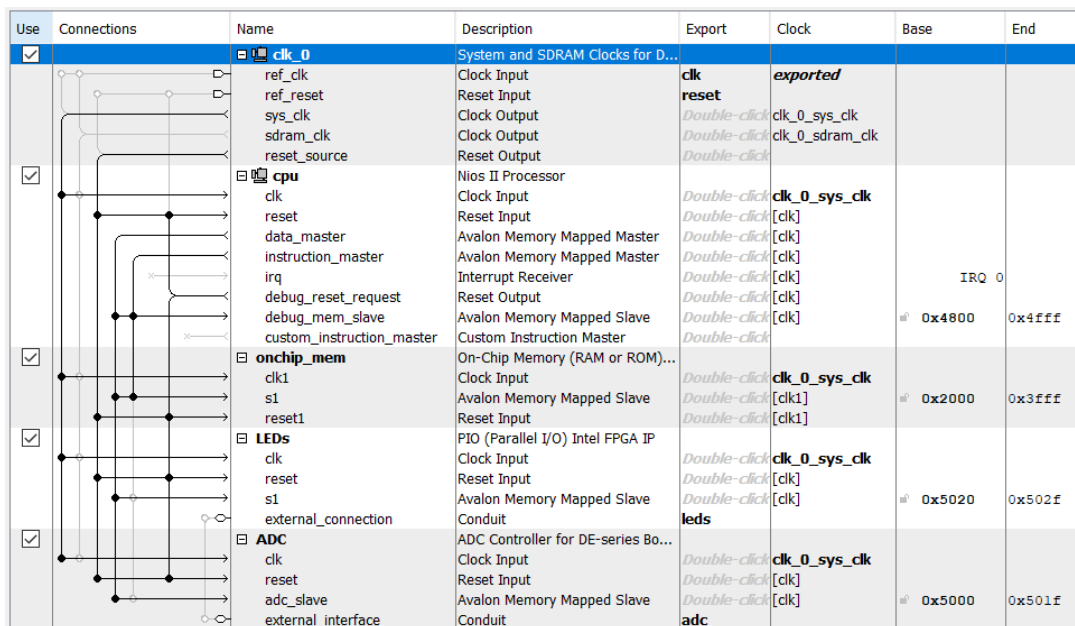 Use Connections Name Description Export Clock Base End
clk_0 System and SDRAM Clocks for D...
ref_clk Clock Input clk exported
ref_reset Reset Input reset
sys_clk Clock Output Double-click clk_0_sys_clk
sdram_clk Clock Output Double-click clk_0_sdram_clk
reset_source Reset Output Double-click
cpu Nios II Processor
clk Clock Input Double-click clk_0_sys_clk
reset Reset Input Double-click [clk]
data_master Avalon Memory Mapped Master Double-click [clk]
instruction_master Avalon Memory Mapped Master Double-click [clk]
irq Interrupt Receiver Double-click [clk] IRQ 0
debug_reset_request Reset Output Double-click [clk]
debug_mem_slave Avalon Memory Mapped Slave Double-click [clk] 0x4800 0x4fff
custom_instruction_master Custom Instruction Master Double-click
onchip_mem On-Chip Memory (RAM or ROM)...
clk1 Clock Input Double-click clk_0_sys_clk
s1 Avalon Memory Mapped Slave Double-click [clk1] 0x2000 0x3fff
reset1 Reset Input Double-click [clk1]
LEDs PIO (Parallel I/O) Intel FPGA IP
clk Clock Input Double-click clk_0_sys_clk
reset Reset Input Double-click [clk]
s1 Avalon Memory Mapped Slave Double-click [clk] 0x5020 0x502f
external_connection Conduit leds
ADC ADC Controller for DE-series Bo...
clk Clock Input Double-click clk_0_sys_clk
reset Reset Input Double-click [clk]
adc_slave Avalon Memory Mapped Slave Double-click [clk] 0x5000 0x501f
external_interface Conduit adc